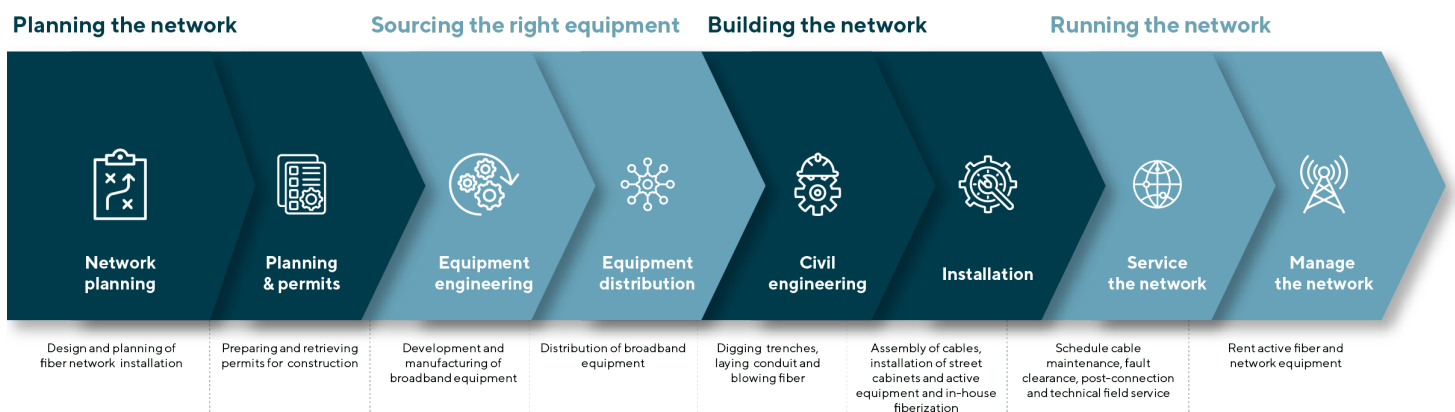 Planning the network
Sourcing the right equipment
Building the network
Running the network
Network
planning
Planning
& permits
Equipment
engineering
Equipment
distribution
Civil
engineering
Installation
Service
the network
Manage
the network
Design and planning of
fiber network installation
Preparing and retrieving
permits for construction
Development and
manufacturing of
broadband equipment
Distribution of broadband
equipment
Digging trenches,
laying conduit and
blowing fiber
Assembly of cables,
installation of street
cabinets and active
equipment and in-house
fiberization
Schedule cable
maintenance, fault
clearance, post-connection
and technical field service
Rent active fiber and
network equipment